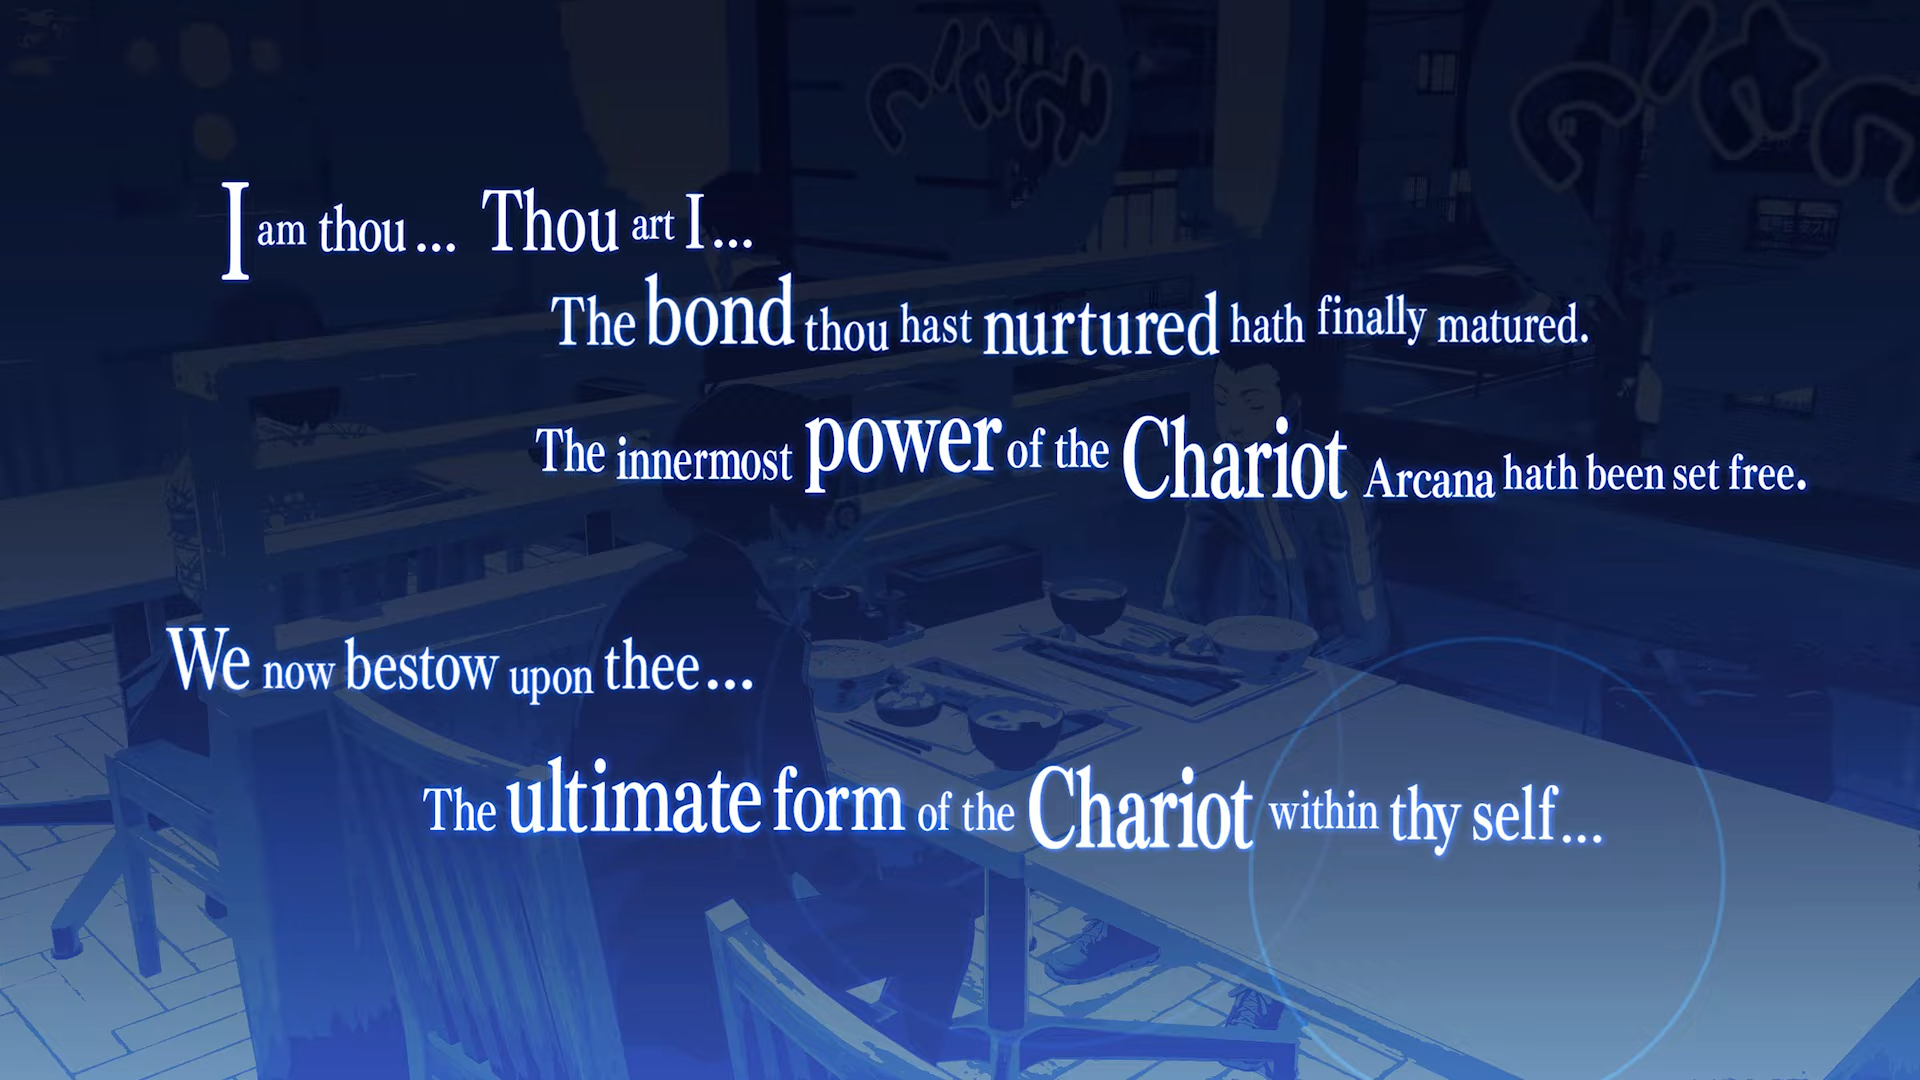 I am thou... Thou art I...
The bond thou hast nurtured hath finally matured.
The innermost power of the Chariot Arcana hath been set free.
We now bestow upon thee...
The ultimate form of the Chariot within thy self...